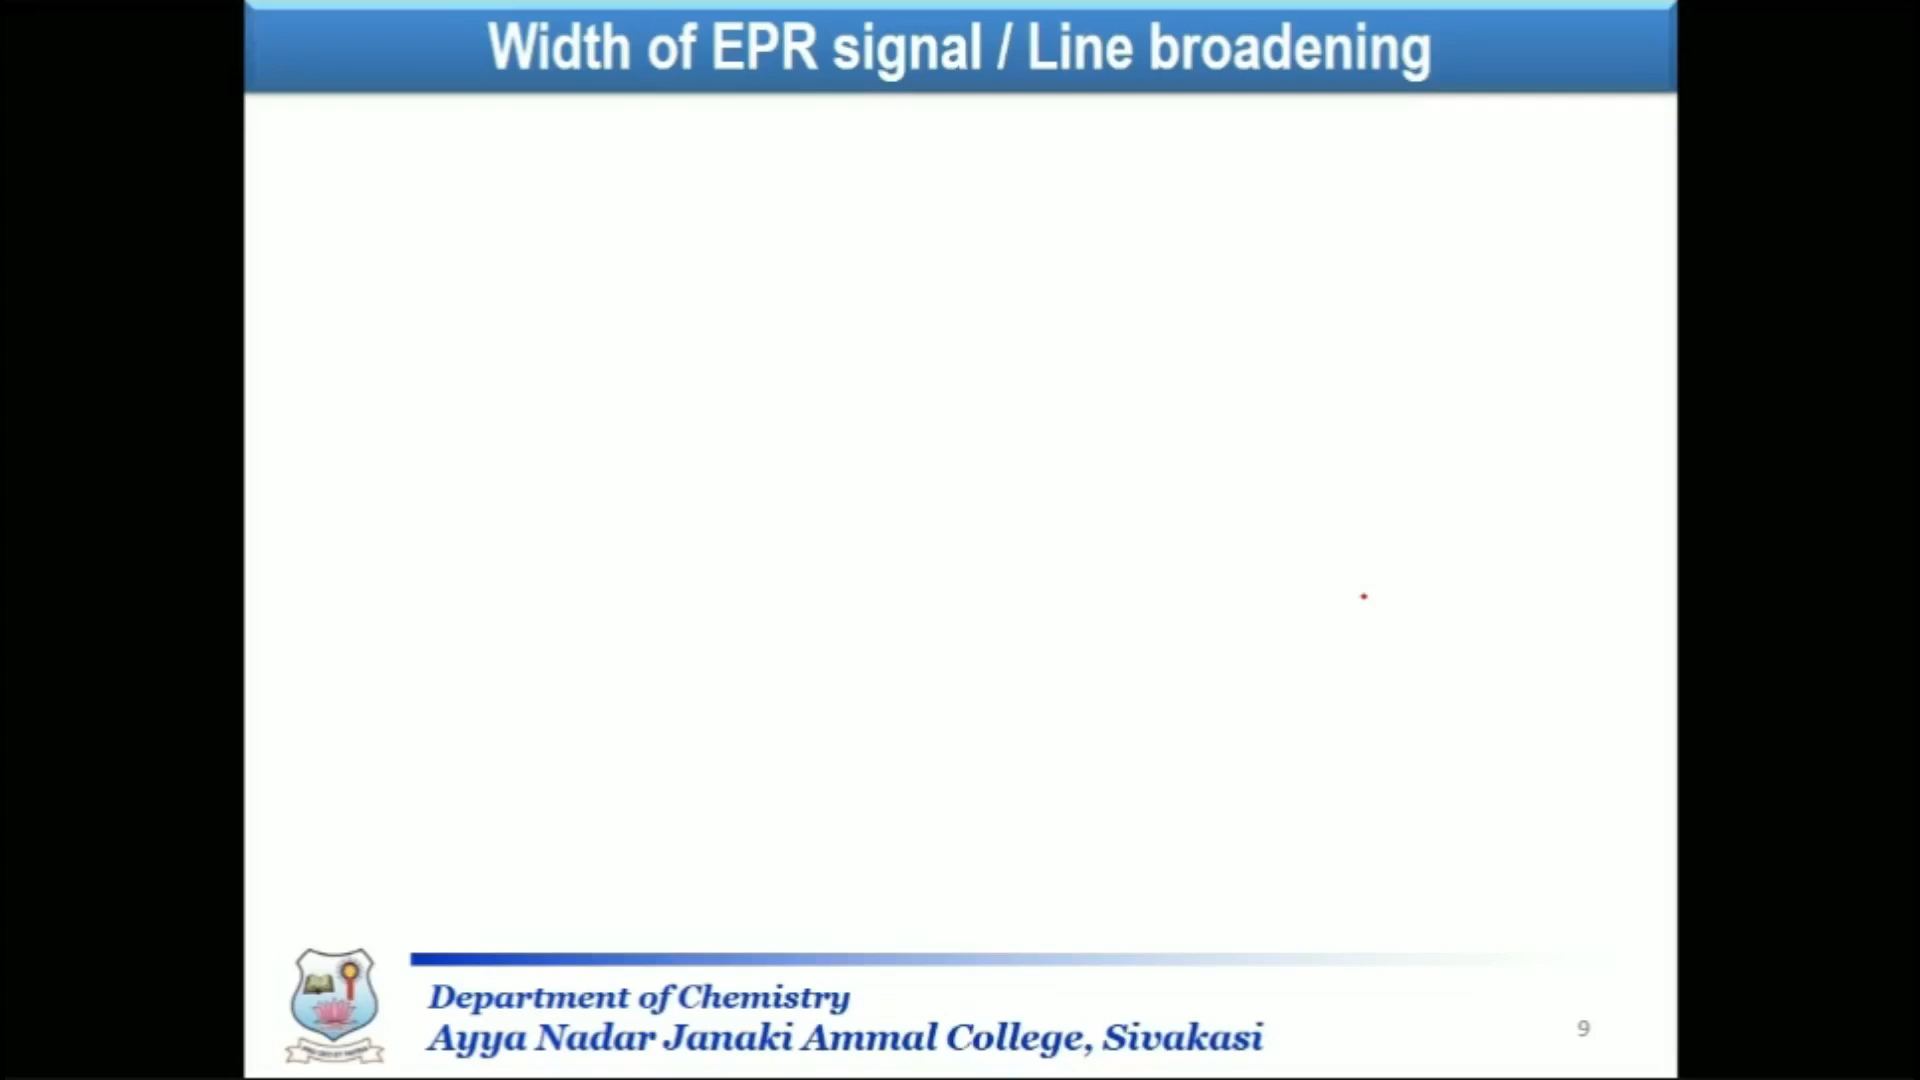 Width of EPR signal / Line broadening
Department of Chemistry
Ayya Nadar Janaki Ammal College, Sivakasi
9